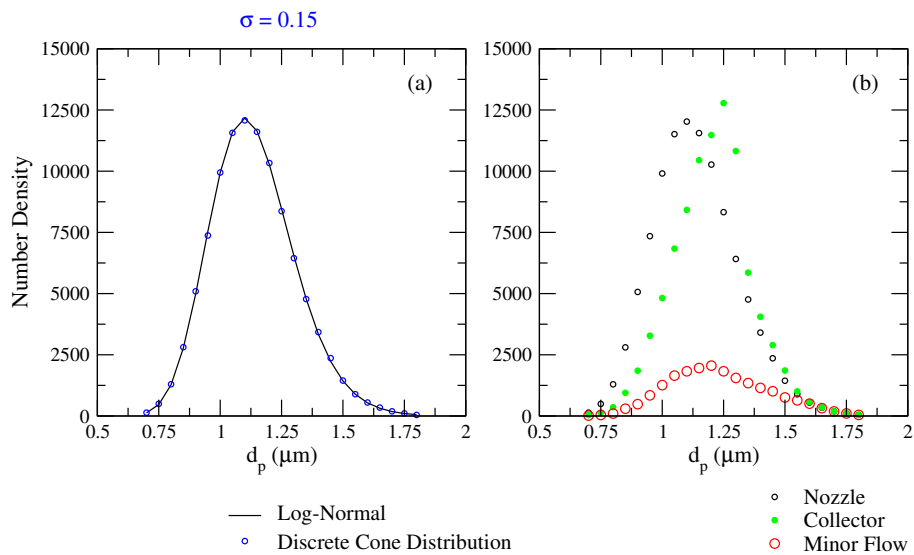 σ = 0.15
15000
12500
10000
7500
5000
2500
0
0.5
0.75
1
1.25
1.5
1.75
2
d_p (μm)
Number Density
(a)
15000
12500
10000
7500
5000
2500
0
0.5
0.75
1
1.25
1.5
1.75
2
d_p (μm)
(b)
Log-Normal
Discrete Cone Distribution
Nozzle
Collector
Minor Flow